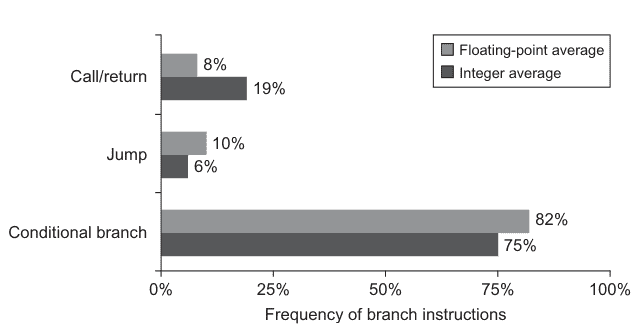 Floating-point average
Integer average
Call/return
8%
19%
Jump
10%
6%
Conditional branch
82%
75%
0%
25%
50%
75%
100%
Frequency of branch instructions